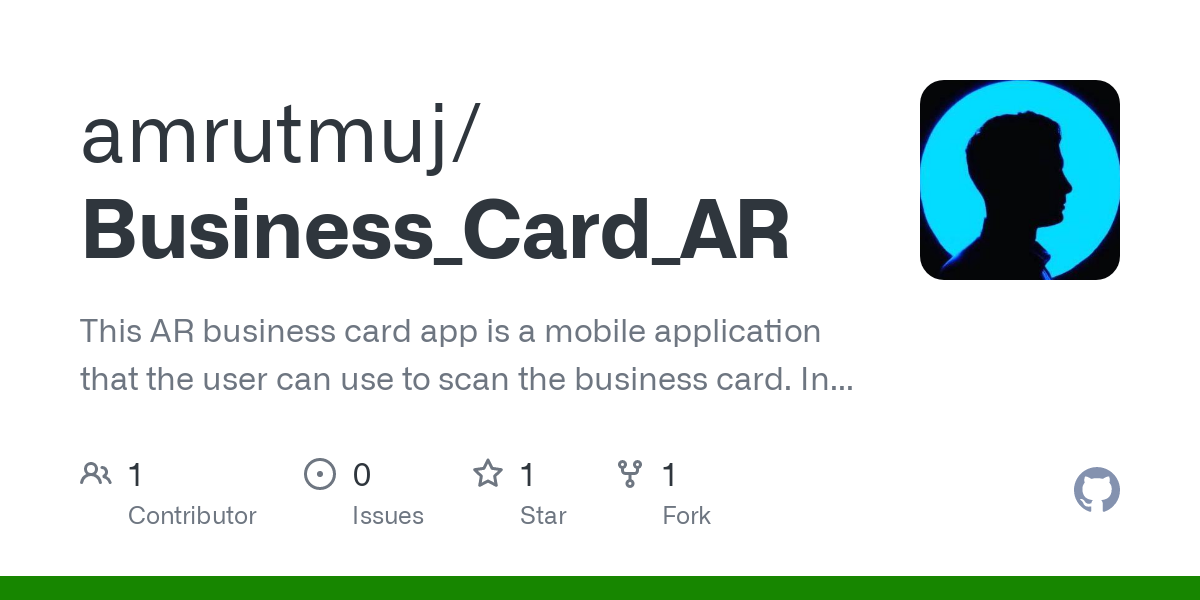 amrutmuj/
Business_Card_AR
This AR business card app is a mobile application
that the user can use to scan the business card. In...
1
Contributor
0
Issues
1
Star
1
Fork